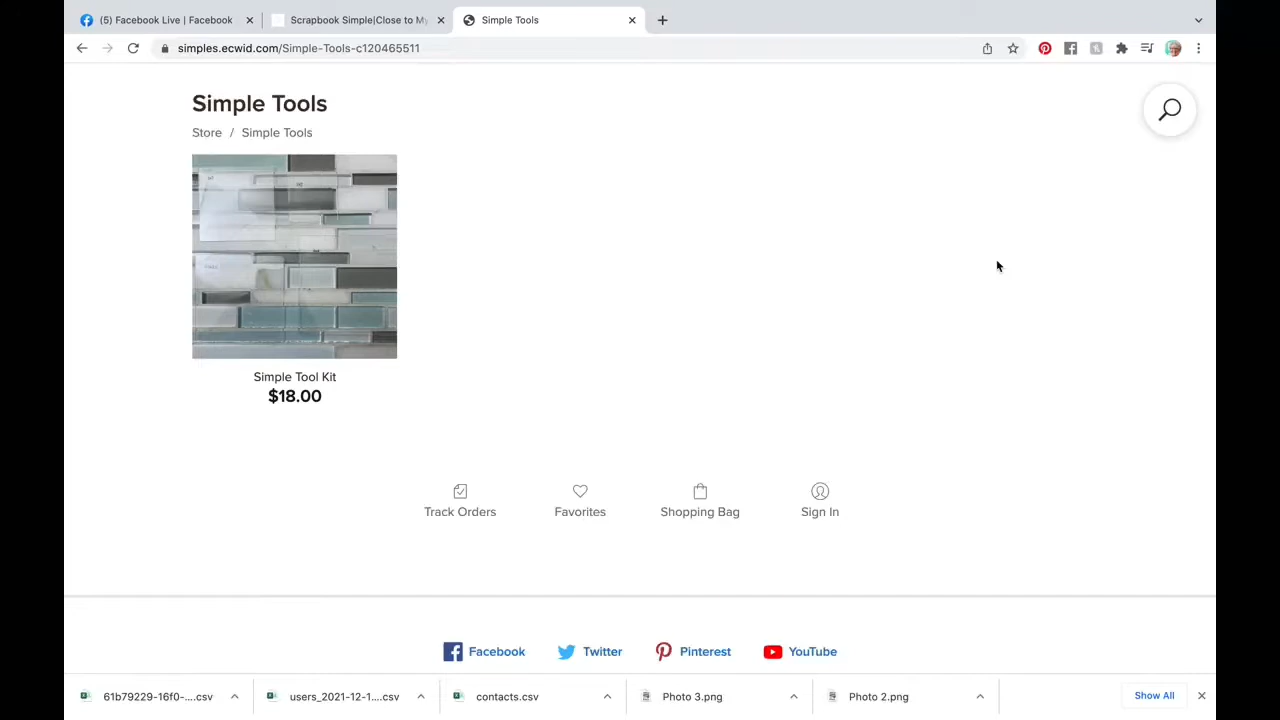 (5) Facebook Live | Facebook
Scrapbook Simple|Close to My
Simple Tools
simples.ecwid.com/Simple-Tools-c120465511
Simple Tools
Store / Simple Tools
Simple Tool Kit
$18.00
Track Orders
Favorites
Shopping Bag
Sign In
Facebook
Twitter
Pinterest
YouTube
61b79229-16f0-....csv
users_2021-12-1....csv
contacts.csv
Photo 3.png
Photo 2.png
Show All